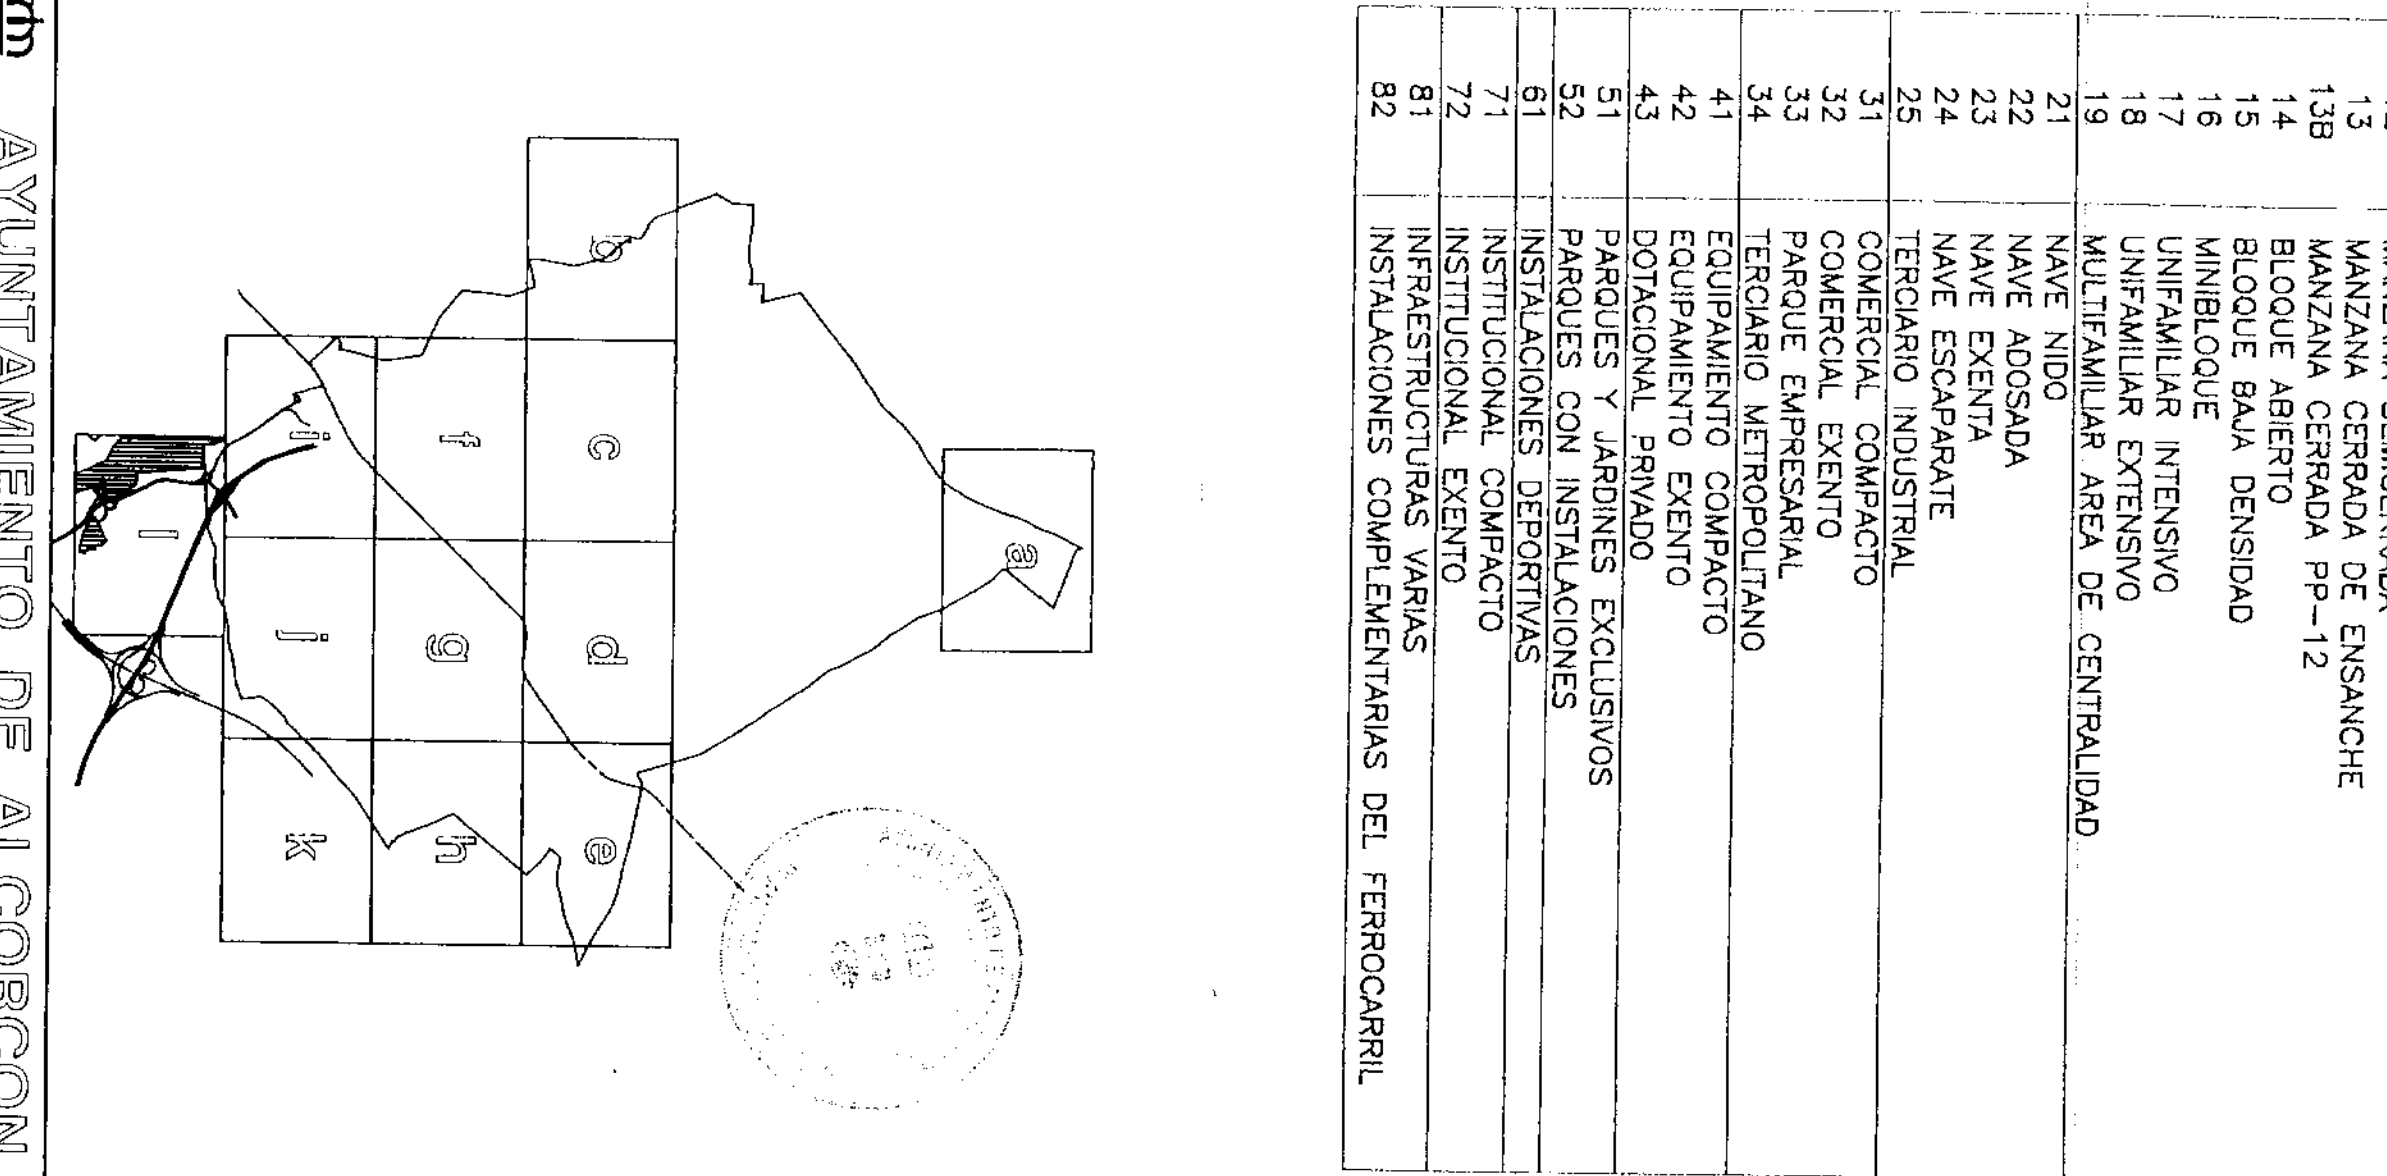 13 MANZANA CERRADA DE ENSANCHE
13B MANZANA CERRADA PP-12
14 BLOQUE ABIERTO
15 BLOQUE BAJA DENSIDAD
16 MINIBLOQUE
17 UNIFAMILIAR INTENSIVO
18 UNIFAMILIAR EXTENSIVO
19 MULTIFAMILIAR AREA DE CENTRALIDAD
21 NAVE NIDO
22 NAVE ADOSADA
23 NAVE EXENTA
24 NAVE ESCAPARATE
25 TERCIARIO INDUSTRIAL
31 COMERCIAL COMPACTO
32 COMERCIAL EXENTO
33 PARQUE EMPRESARIAL
34 TERCIARIO METROPOLITANO
41 EQUIPAMIENTO COMPACTO
42 EQUIPAMIENTO EXENTO
43 DOTACIONAL PRIVADO
51 PARQUES Y JARDINES EXCLUSIVOS
52 PARQUES CON INSTALACIONES
61 INSTALACIONES DEPORTIVAS
71 INSTITUCIONAL COMPACTO
72 INSTITUCIONAL EXENTO
81 INFRAESTRUCTURAS VARIAS
82 INSTALACIONES COMPLEMENTARIAS DEL FERROCARRIL
a
b c d e
f g h
i j k
l
AYUNTAMIENTO DE ALCORCON